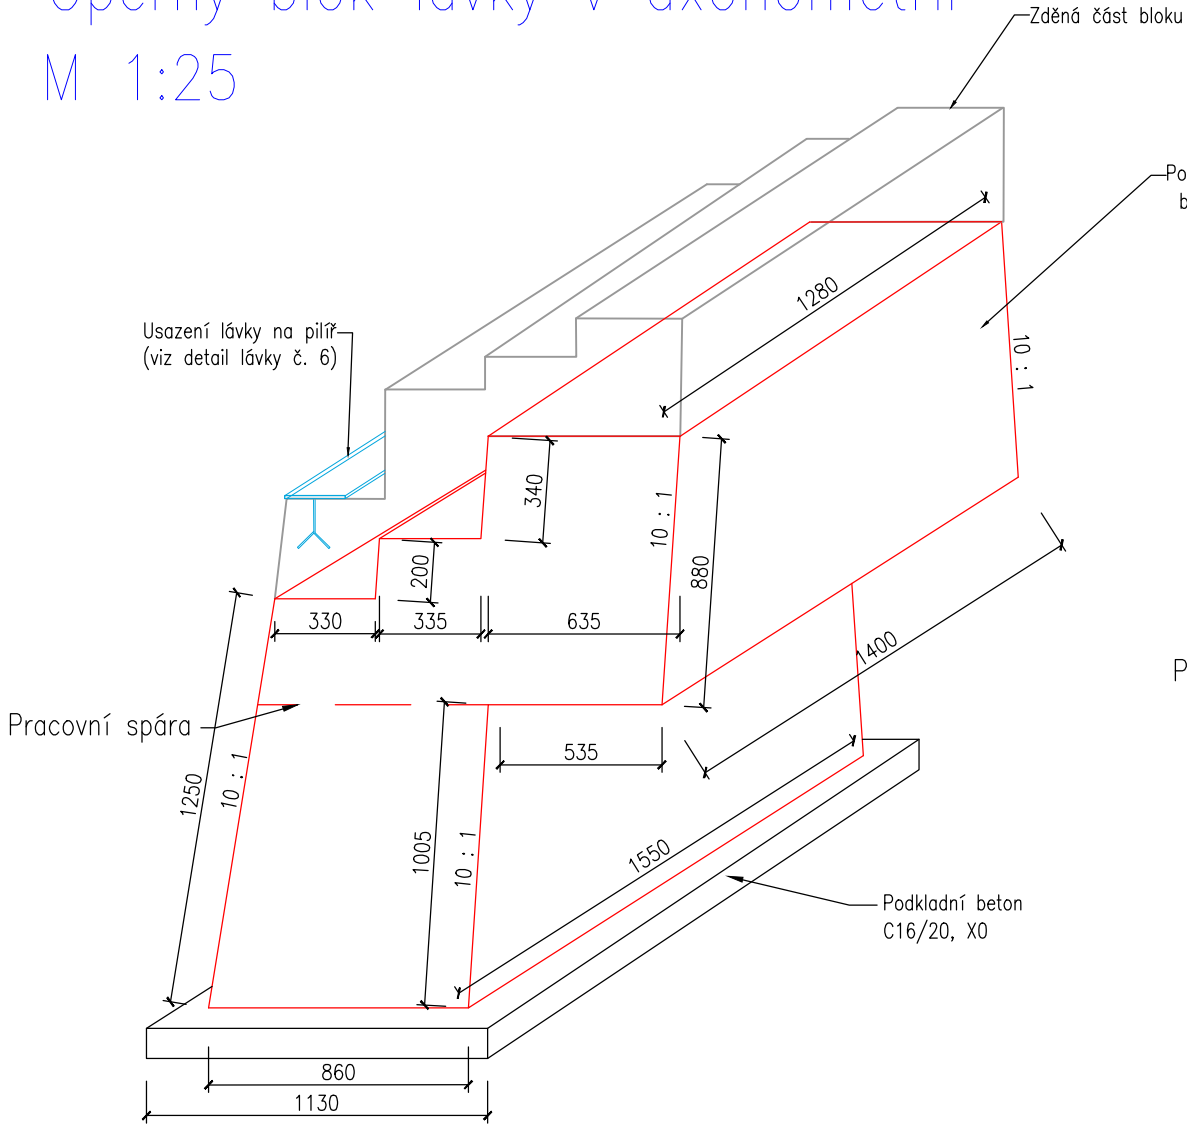 M 1:25
Zděná část bloku
Usazení lávky na pilíř
(viz detail lávky č. 6)
1280
10 : 1
340
10 : 1
880
200
330
335
635
1400
Pracovní spára
535
1250
10 : 1
1005
10 : 1
1550
Podkladní beton
C16/20, X0
860
1130